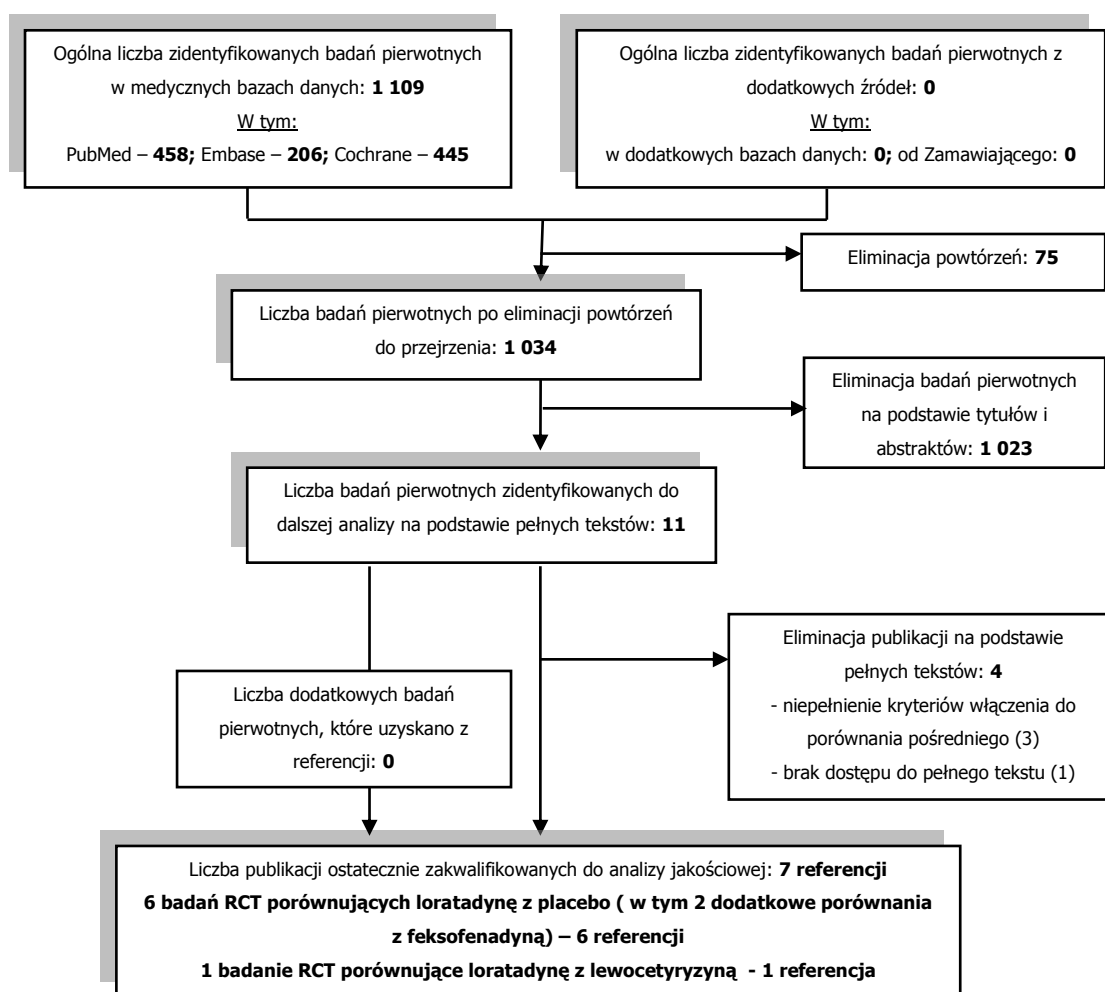 Ogólna liczba zidentyfikowanych badań pierwotnych
w medycznych bazach danych: 1 109
W tym:
PubMed – 458; Embase – 206; Cochrane – 445
Ogólna liczba zidentyfikowanych badań pierwotnych z
dodatkowych źródeł: 0
W tym:
w dodatkowych bazach danych: 0; od Zamawiającego: 0
Eliminacja powtórzeń: 75
Liczba badań pierwotnych po eliminacji powtórzeń
do przejrzenia: 1 034
Eliminacja badań pierwotnych
na podstawie tytułów i
abstraktów: 1 023
Liczba badań pierwotnych zidentyfikowanych do
dalszej analizy na podstawie pełnych tekstów: 11
Eliminacja publikacji na podstawie
pełnych tekstów: 4
- niepełnienie kryteriów włączenia do
porównania pośredniego (3)
- brak dostępu do pełnego tekstu (1)
Liczba dodatkowych badań
pierwotnych, które uzyskano z
referencji: 0
Liczba publikacji ostatecznie zakwalifikowanych do analizy jakościowej: 7 referencji
6 badań RCT porównujących loratadynę z placebo ( w tym 2 dodatkowe porównania
z feksofenadyną) – 6 referencji
1 badanie RCT porównujące loratadynę z lewocetyryzyną - 1 referencja